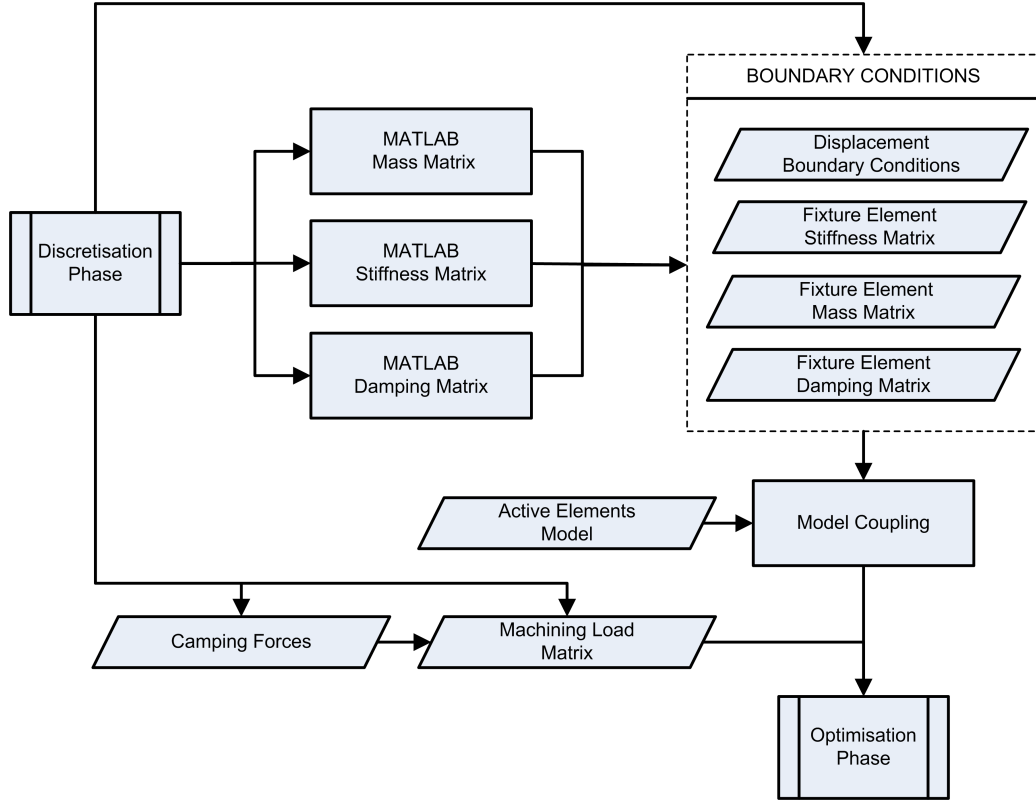 BOUNDARY CONDITIONS
Displacement
Boundary Conditions
Fixture Element
Stiffness Matrix
Fixture Element
Mass Matrix
Fixture Element
Damping Matrix
MATLAB
Mass Matrix
MATLAB
Stiffness Matrix
MATLAB
Damping Matrix
Discretisation
Phase
Active Elements
Model
Model Coupling
Camping Forces
Machining Load
Matrix
Optimisation
Phase